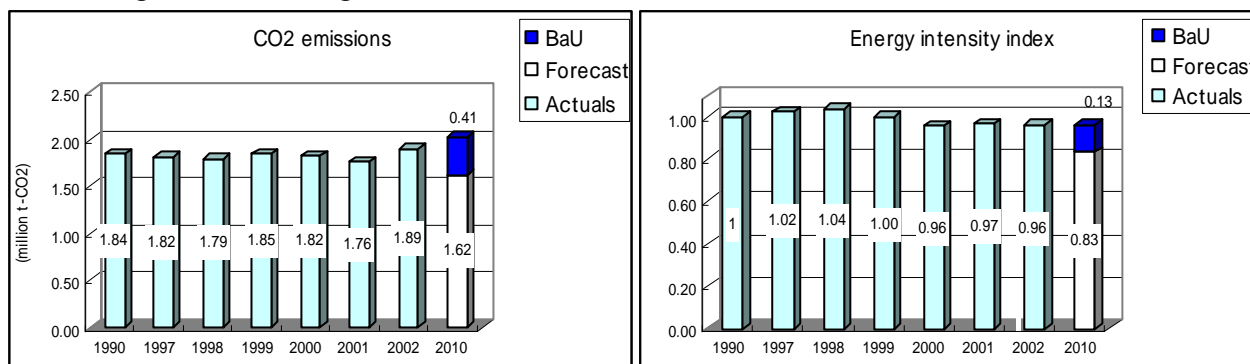 CO2 emissions
BaU
Forecast
Actuals
(million t-CO2)
2.50
2.00
1.50
1.00
0.50
0.00
0.41
1.84 1.82 1.79 1.85 1.82 1.76 1.89 1.62
1990 1997 1998 1999 2000 2001 2002 2010
Energy intensity index
BaU
Forecast
Actuals
1.00
0.80
0.60
0.40
0.20
0.00
0.13
1 1.02 1.04 1.00 0.96 0.97 0.96 0.83
1990 1997 1998 1999 2000 2001 2002 2010